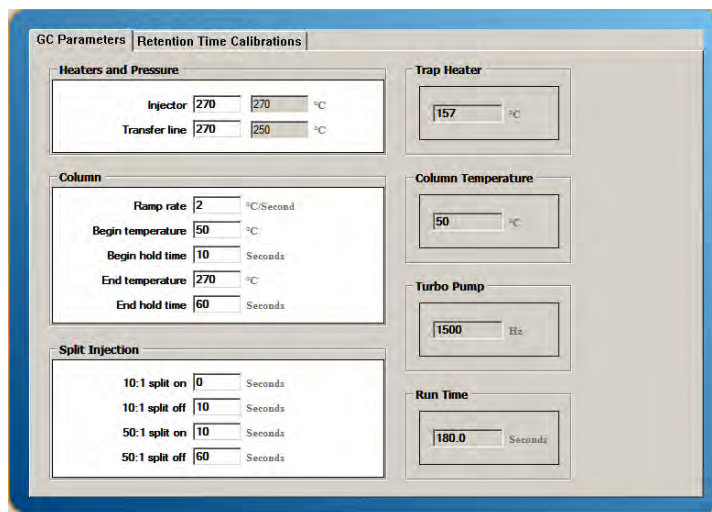 GC Parameters Retention Time Calibrations
Heaters and Pressure
Injector 270 270 °C
Transfer line 270 250 °C
Column
Ramp rate 2 °C/Second
Begin temperature 50 °C
Begin hold time 10 Seconds
End temperature 270 °C
End hold time 60 Seconds
Split Injection
10:1 split on 0 Seconds
10:1 split off 10 Seconds
50:1 split on 10 Seconds
50:1 split off 60 Seconds
Trap Heater
157 °C
Column Temperature
50 °C
Turbo Pump
1500 Hz
Run Time
180.0 Seconds